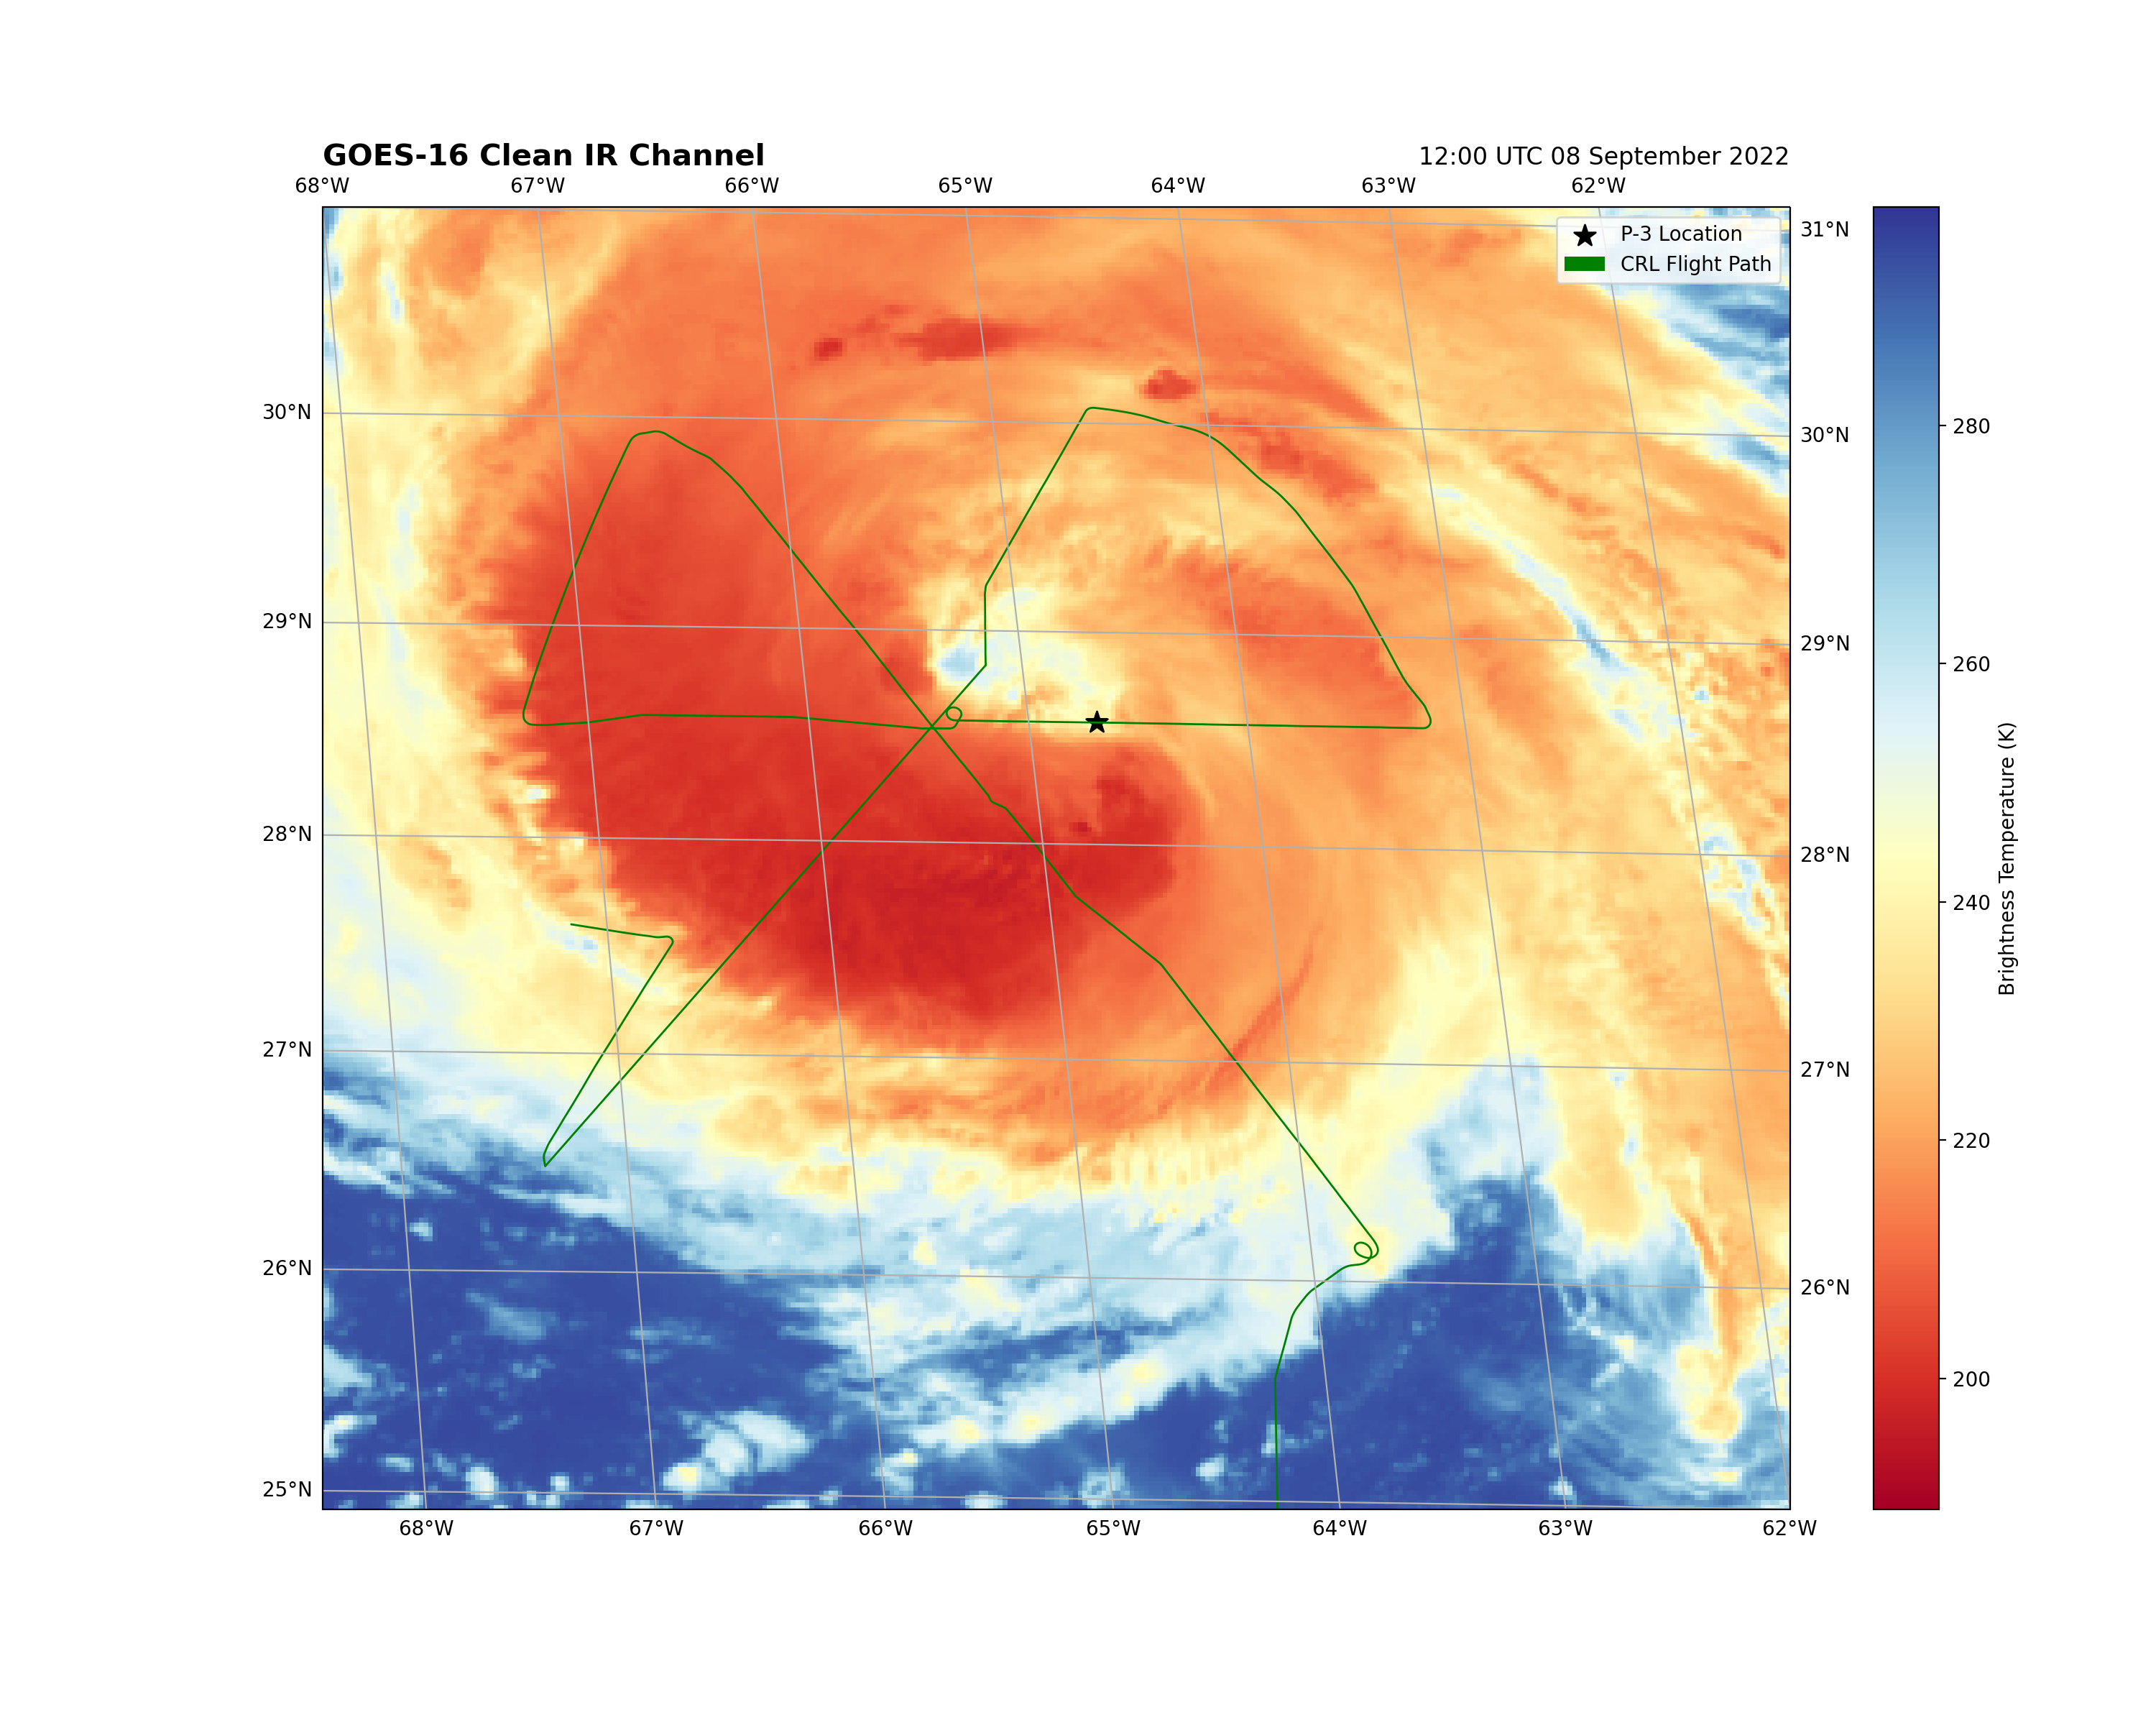 GOES-16 Clean IR Channel
12:00 UTC 08 September 2022
68°W 67°W 66°W 65°W 64°W 63°W 62°W
P-3 Location
CRL Flight Path
31°N
30°N 30°N
29°N 29°N
28°N 28°N
27°N 27°N
26°N 26°N
25°N
68°W 67°W 66°W 65°W 64°W 63°W 62°W
280
260
240
220
200
Brightness Temperature (K)